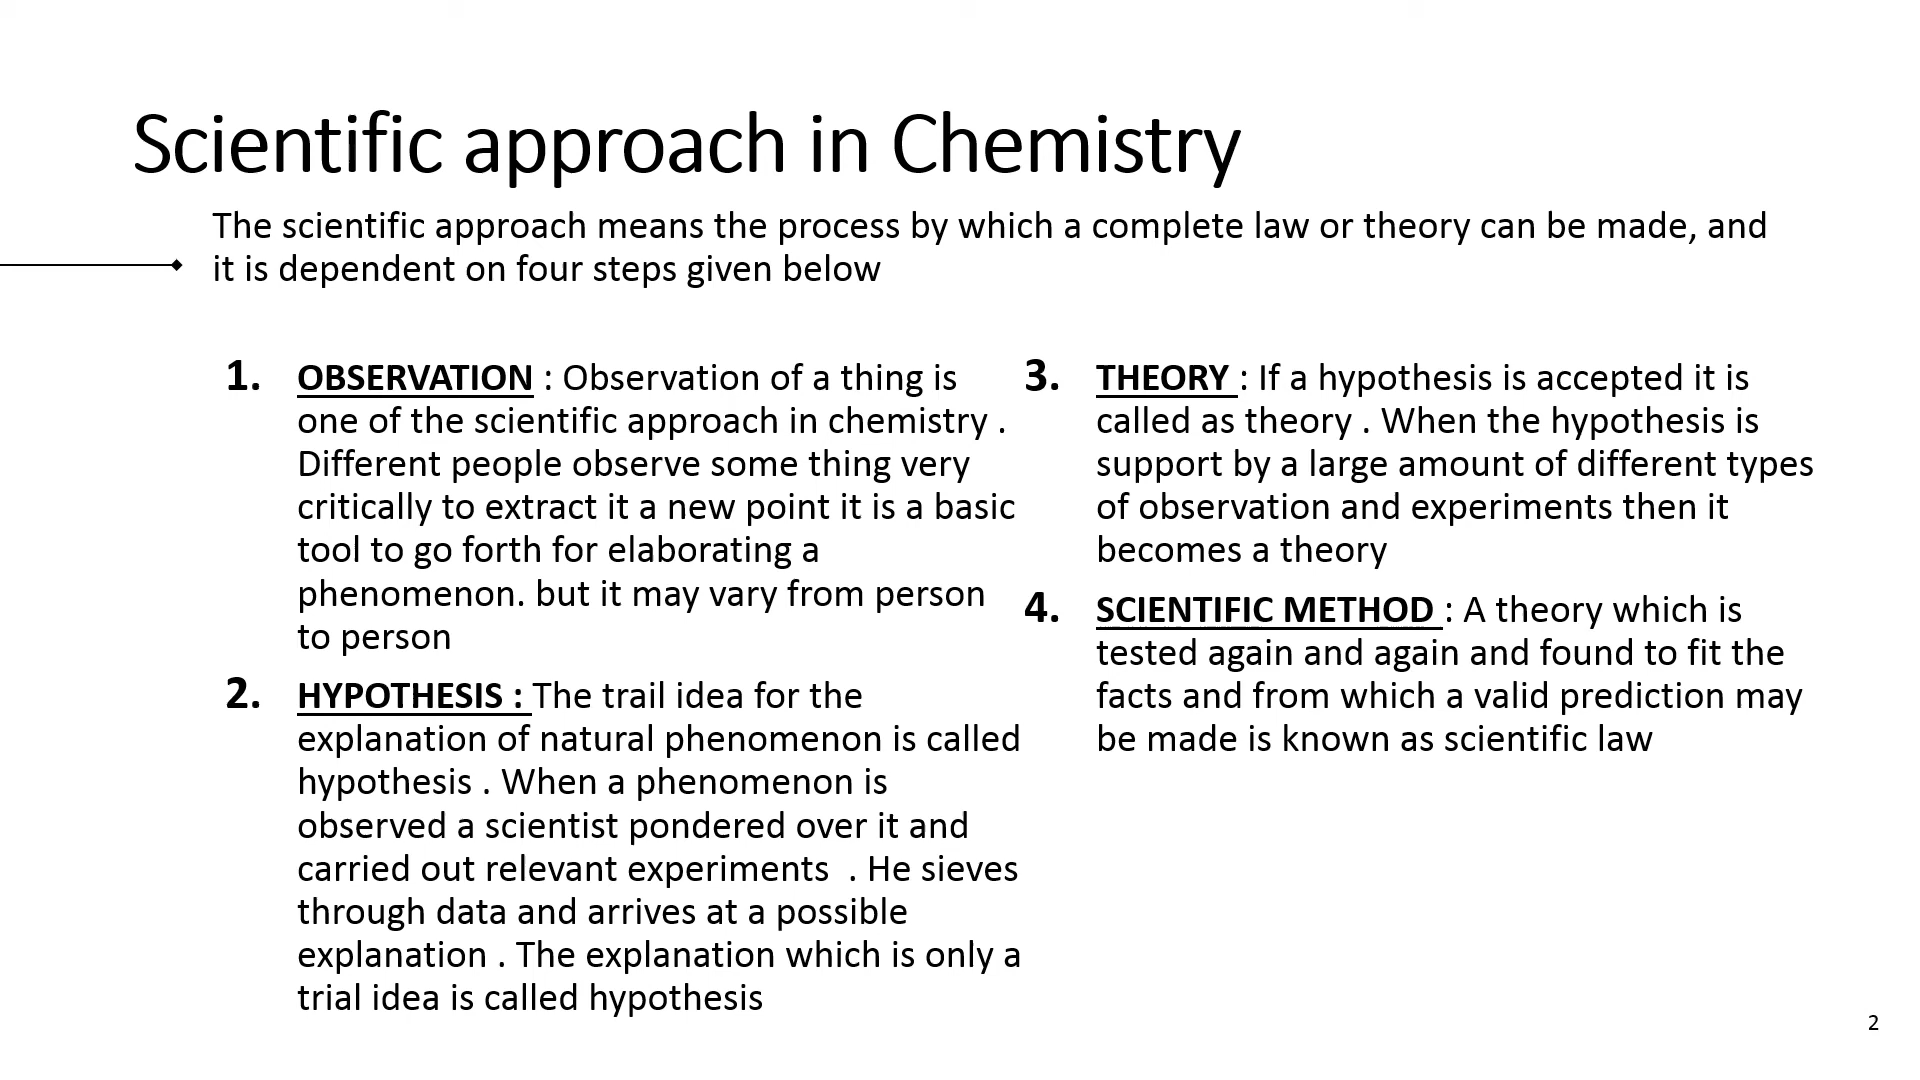 Scientific approach in Chemistry
The scientific approach means the process by which a complete law or theory can be made, and
it is dependent on four steps given below
1. OBSERVATION : Observation of a thing is
one of the scientific approach in chemistry .
Different people observe some thing very
critically to extract it a new point it is a basic
tool to go forth for elaborating a
phenomenon. but it may vary from person
to person
2. HYPOTHESIS : The trail idea for the
explanation of natural phenomenon is called
hypothesis . When a phenomenon is
observed a scientist pondered over it and
carried out relevant experiments  . He sieves
through data and arrives at a possible
explanation . The explanation which is only a
trial idea is called hypothesis
3. THEORY : If a hypothesis is accepted it is
called as theory . When the hypothesis is
support by a large amount of different types
of observation and experiments then it
becomes a theory
4. SCIENTIFIC METHOD : A theory which is
tested again and again and found to fit the
facts and from which a valid prediction may
be made is known as scientific law
2